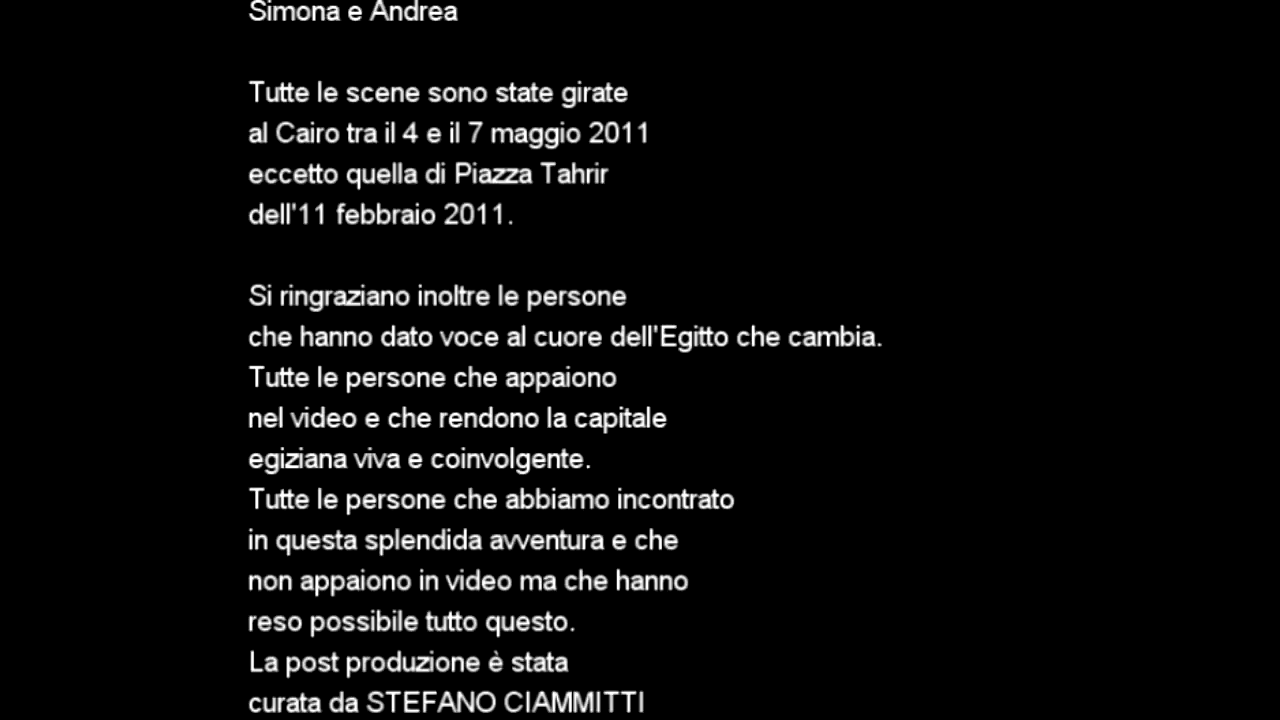 Simona e Andrea
Tutte le scene sono state girate
al Cairo tra il 4 e il 7 maggio 2011
eccetto quella di Piazza Tahrir
dell'11 febbraio 2011.
Si ringraziano inoltre le persone
che hanno dato voce al cuore dell'Egitto che cambia.
Tutte le persone che appaiono
nel video e che rendono la capitale
egiziana viva e coinvolgente.
Tutte le persone che abbiamo incontrato
in questa splendida avventura e che
non appaiono in video ma che hanno
reso possibile tutto questo.
La post produzione è stata
curata da STEFANO CIAMMITTI